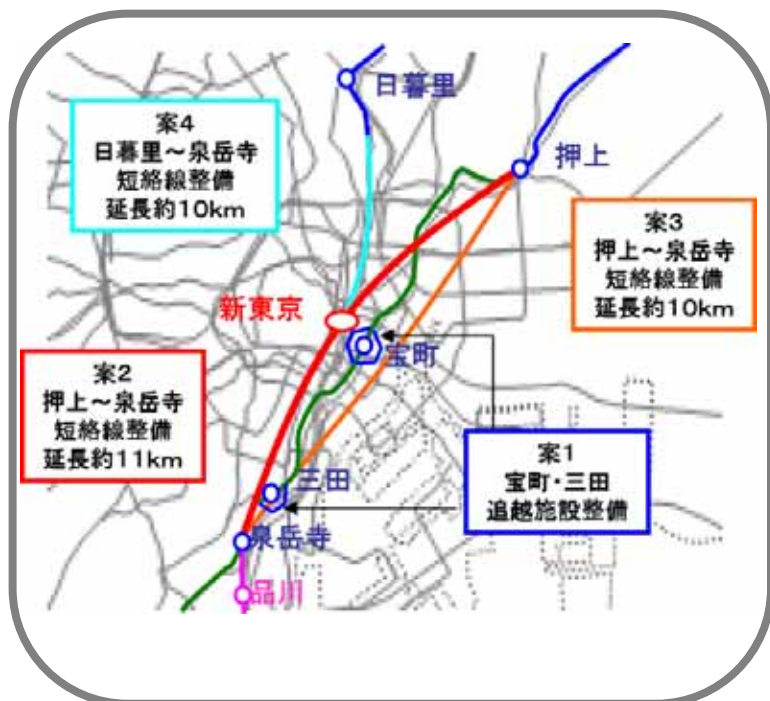 日暮里
案4
日暮里～泉岳寺
短絡線整備
延長約10km
押上
案3
押上～泉岳寺
短絡線整備
延長約10km
新東京
宝町
案2
押上～泉岳寺
短絡線整備
延長約11km
案1
宝町・三田
追越施設整備
三田
泉岳寺
品川